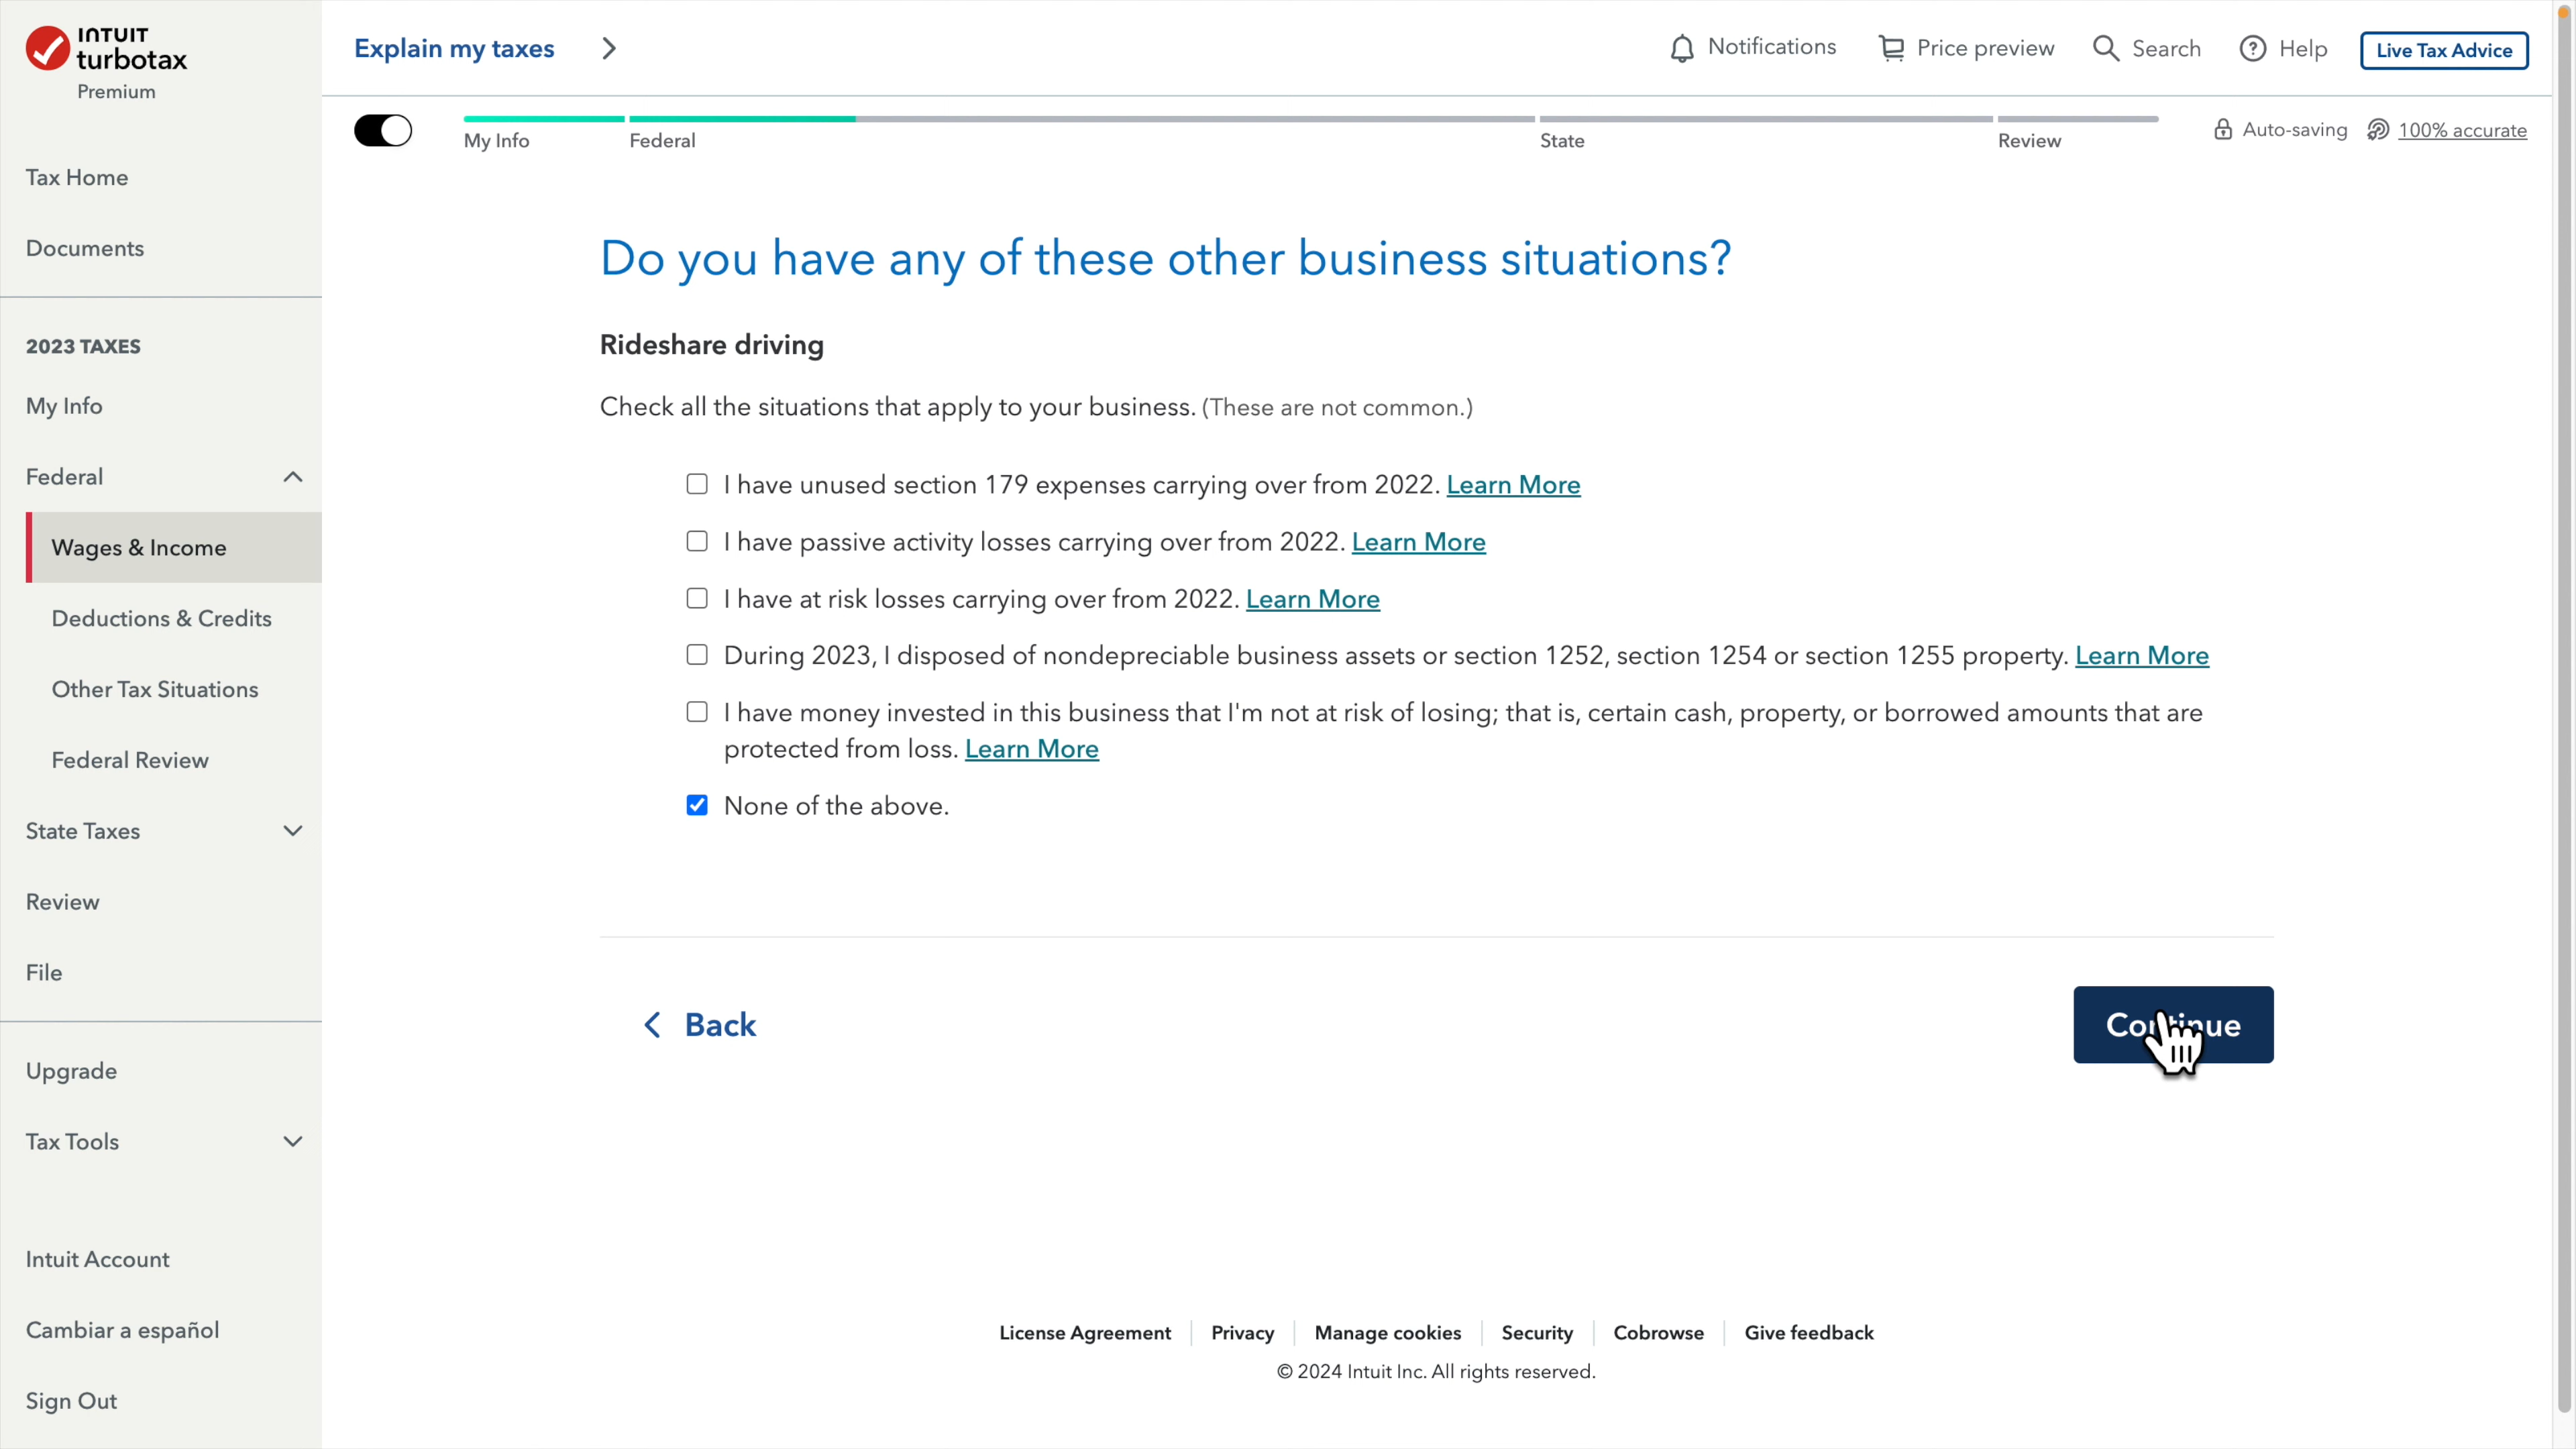 INTUIT
turbotax
Premium
Explain my taxes
Notifications
Price preview
Search
Help
Live Tax Advice
My Info
Federal
State
Review
Auto-saving
100% accurate
Tax Home
Documents
2023 TAXES
My Info
Federal
Wages & Income
Deductions & Credits
Other Tax Situations
Federal Review
State Taxes
Review
File
Upgrade
Tax Tools
Intuit Account
Cambiar a español
Sign Out
Do you have any of these other business situations?
Rideshare driving
Check all the situations that apply to your business. (These are not common.)
I have unused section 179 expenses carrying over from 2022. Learn More
I have passive activity losses carrying over from 2022. Learn More
I have at risk losses carrying over from 2022. Learn More
During 2023, I disposed of nondepreciable business assets or section 1252, section 1254 or section 1255 property. Learn More
I have money invested in this business that I'm not at risk of losing; that is, certain cash, property, or borrowed amounts that are
protected from loss. Learn More
None of the above.
Back
Continue
License Agreement
Privacy
Manage cookies
Security
Cobrowse
Give feedback
© 2024 Intuit Inc. All rights reserved.